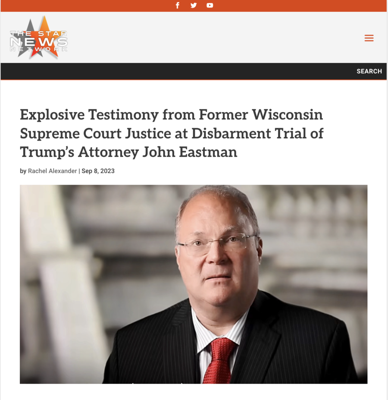 THE STAR
NEWS
NETWORK
SEARCH
Explosive Testimony from Former Wisconsin
Supreme Court Justice at Disbarment Trial of
Trump's Attorney John Eastman
by Rachel Alexander | Sep 8, 2023